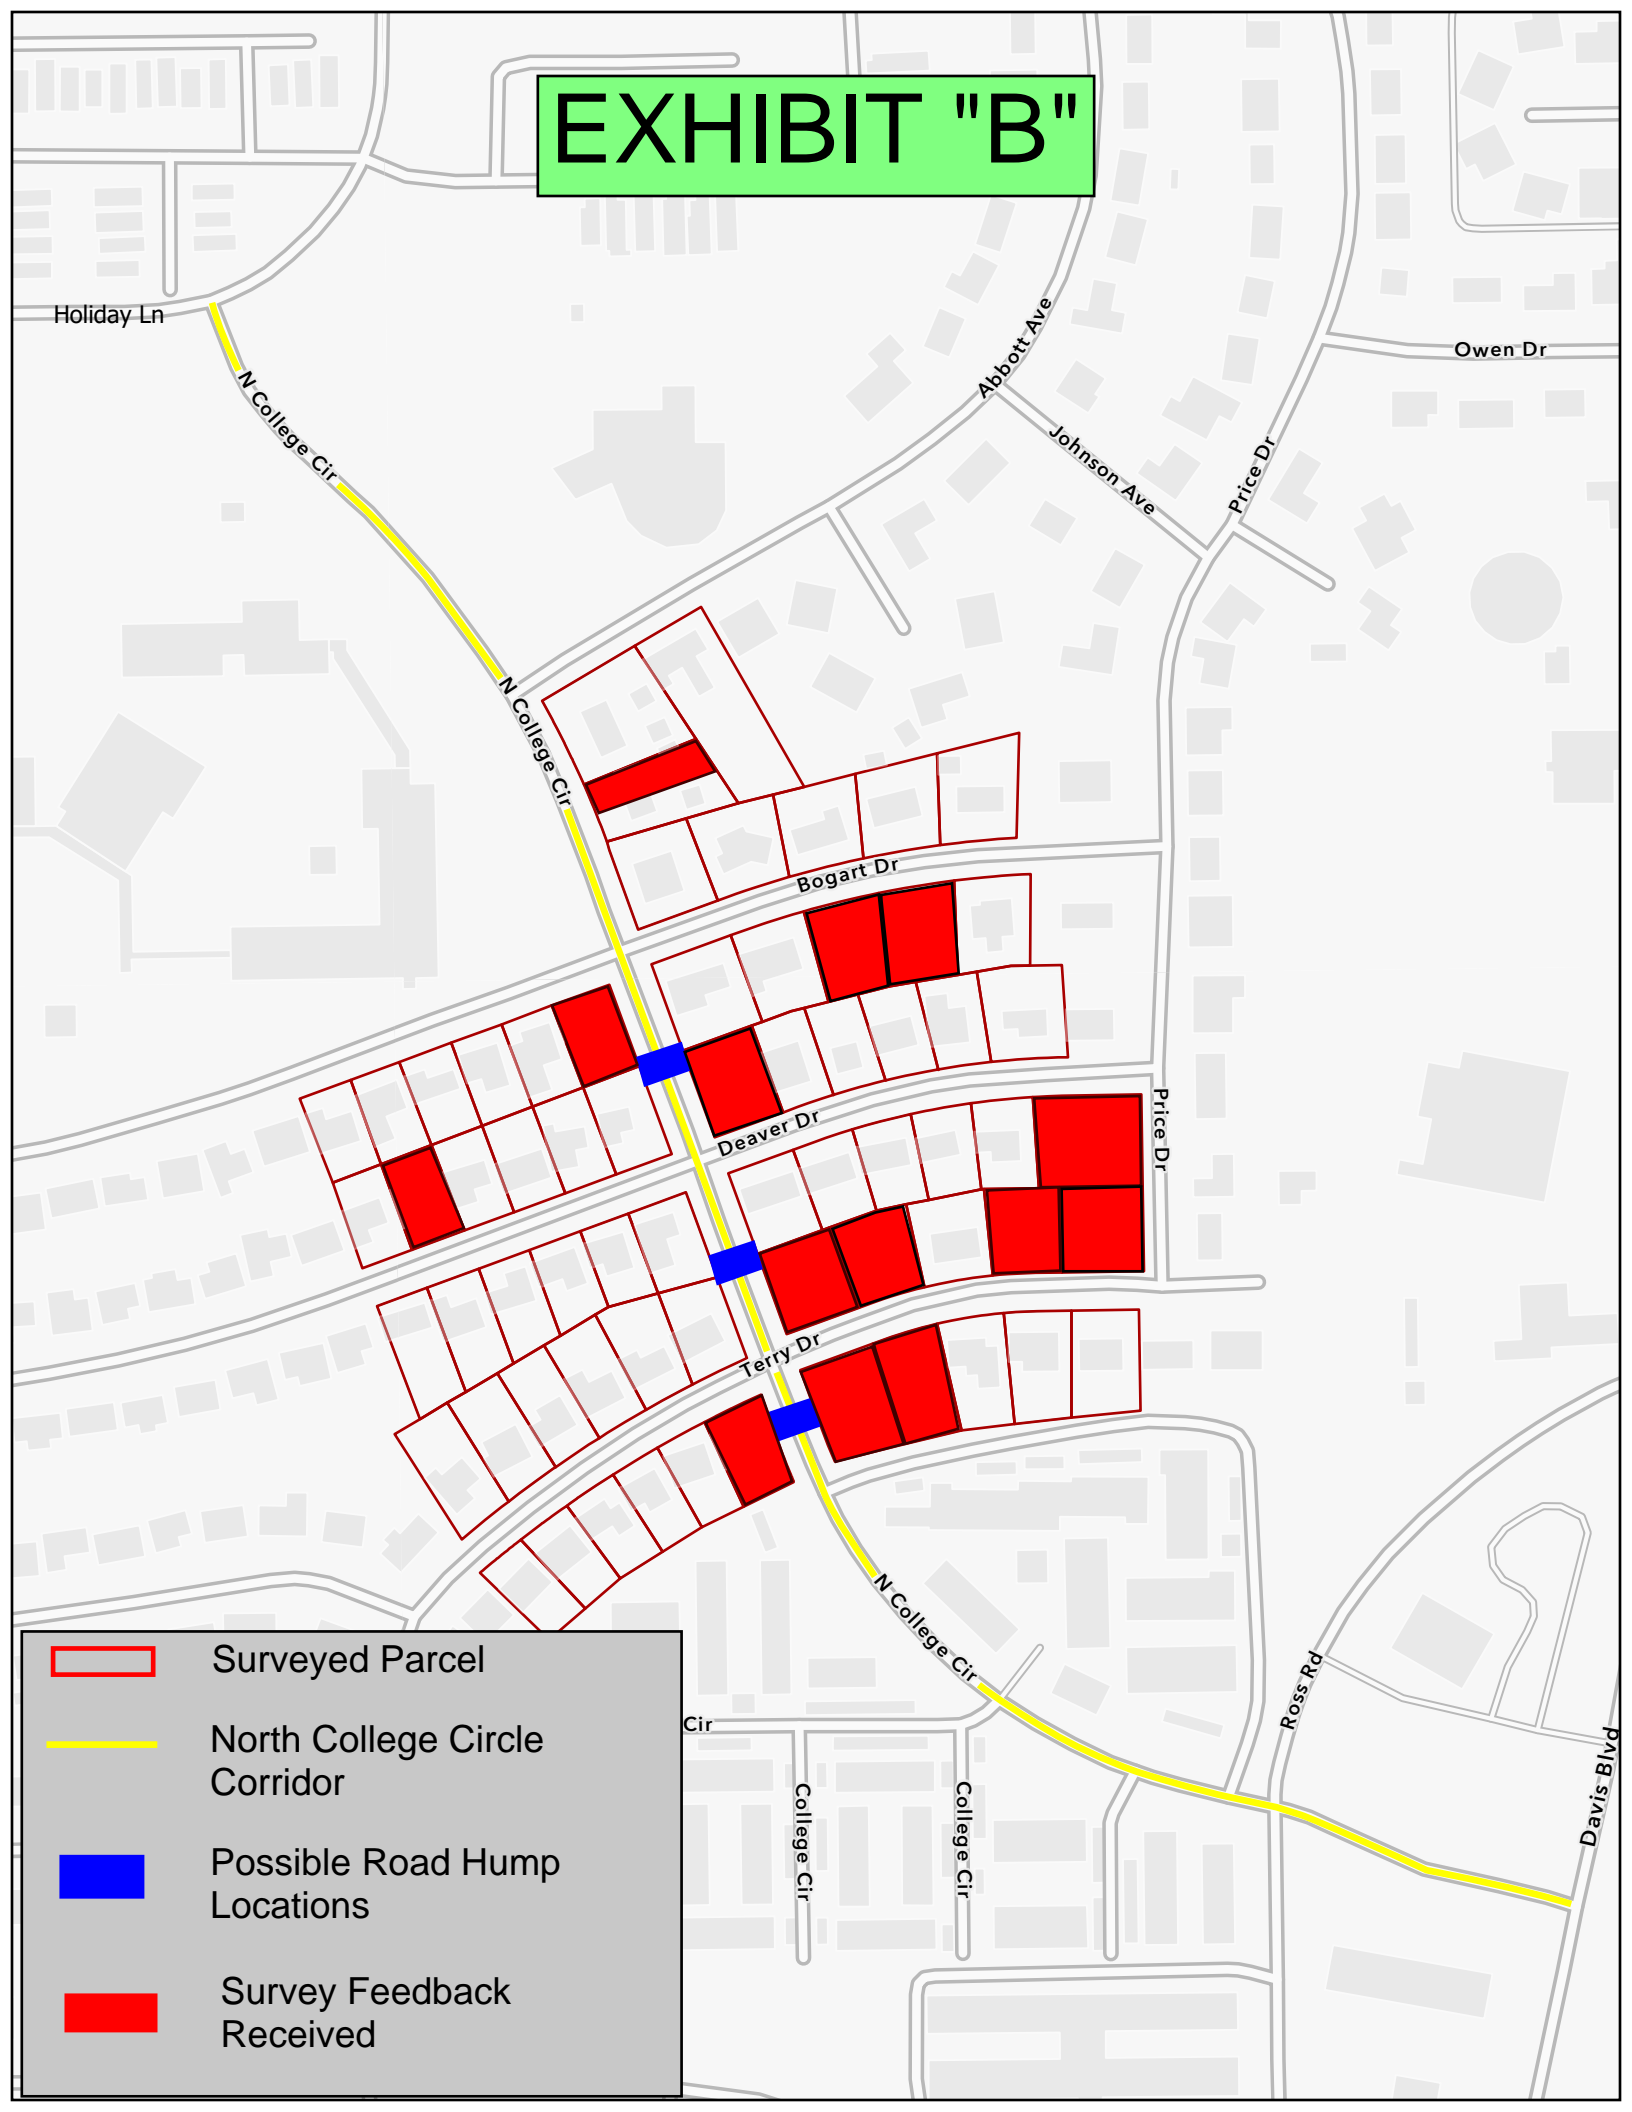 EXHIBIT "B"
Holiday Ln
Abbott Ave
Owen Dr
N College Cir
Johnson Ave
Price Dr
N College Cir
Bogart Dr
Deaver Dr
Price Dr
Terry Dr
N College Cir
Ross Rd
Cir
College Cir
College Cir
Davis Blvd
Surveyed Parcel
North College Circle
Corridor
Possible Road Hump
Locations
Survey Feedback
Received